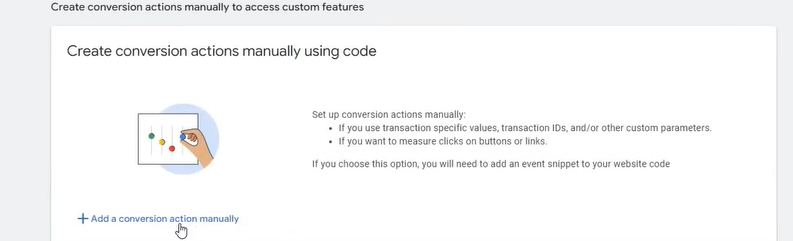 Create conversion actions manually to access custom features
Create conversion actions manually using code
Set up conversion actions manually:
• If you use transaction specific values, transaction IDs, and/or other custom parameters.
• If you want to measure clicks on buttons or links.
If you choose this option, you will need to add an event snippet to your website code
+ Add a conversion action manually